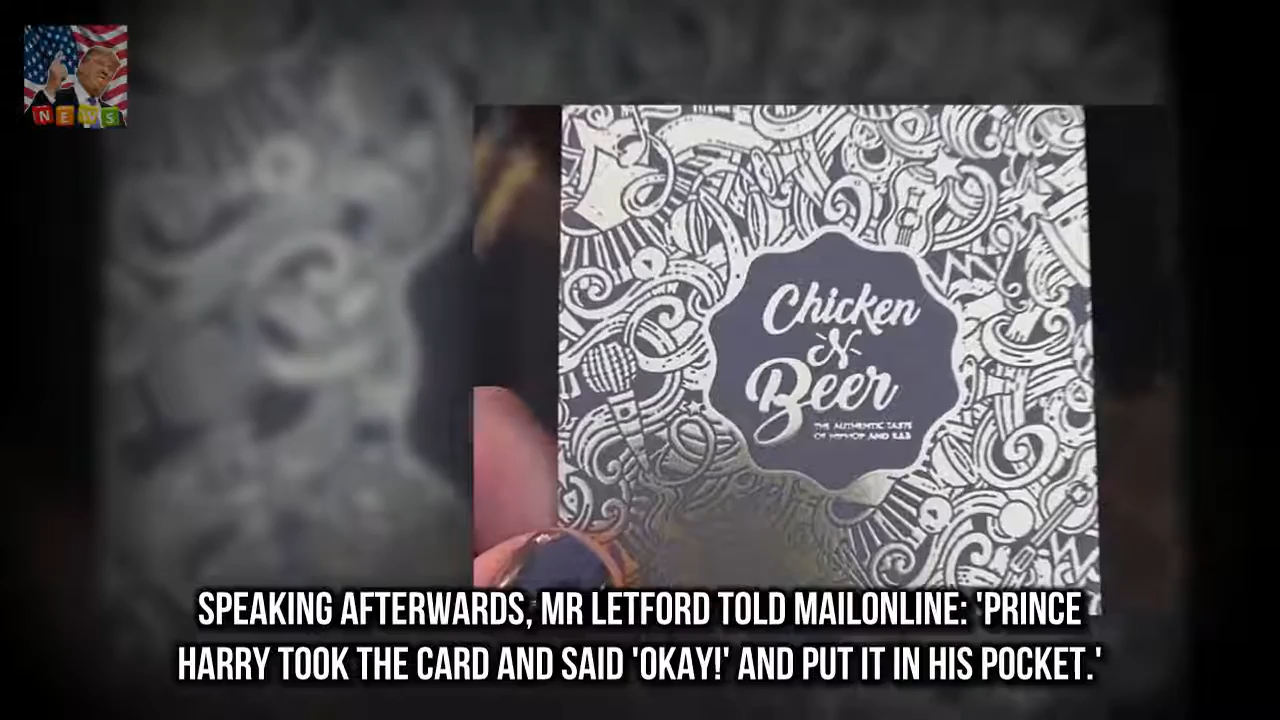 NEWS
Chicken
N
Beer
THE AUTHENTIC TASTE
OF HIPHOP AND R&B
SPEAKING AFTERWARDS, MR LETFORD TOLD MAILONLINE: 'PRINCE
HARRY TOOK THE CARD AND SAID 'OKAY!' AND PUT IT IN HIS POCKET.'